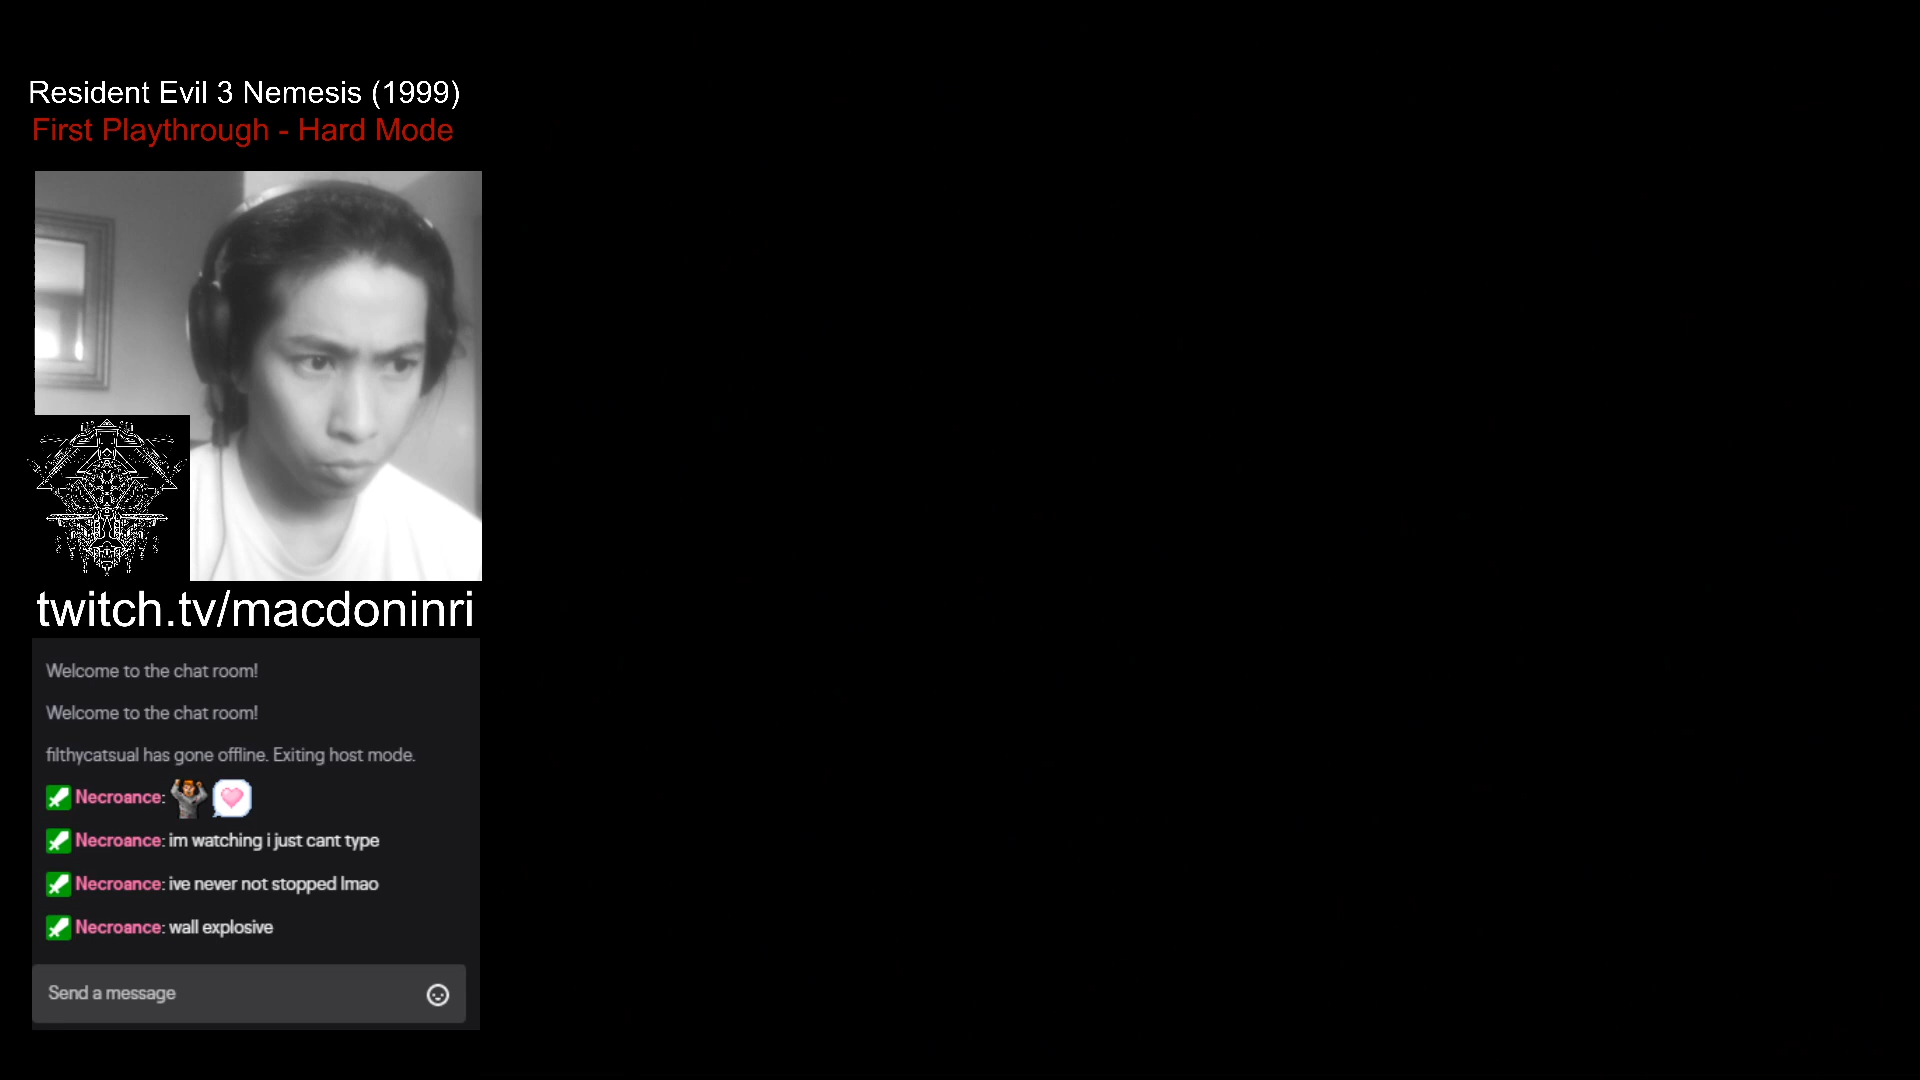 Resident Evil 3 Nemesis (1999)
First Playthrough - Hard Mode
twitch.tv/macdoninri
Welcome to the chat room!
Welcome to the chat room!
filthycatsual has gone offline. Exiting host mode.
Necroance:
Necroance: im watching i just cant type
Necroance: ive never not stopped lmao
Necroance: wall explosive
Send a message